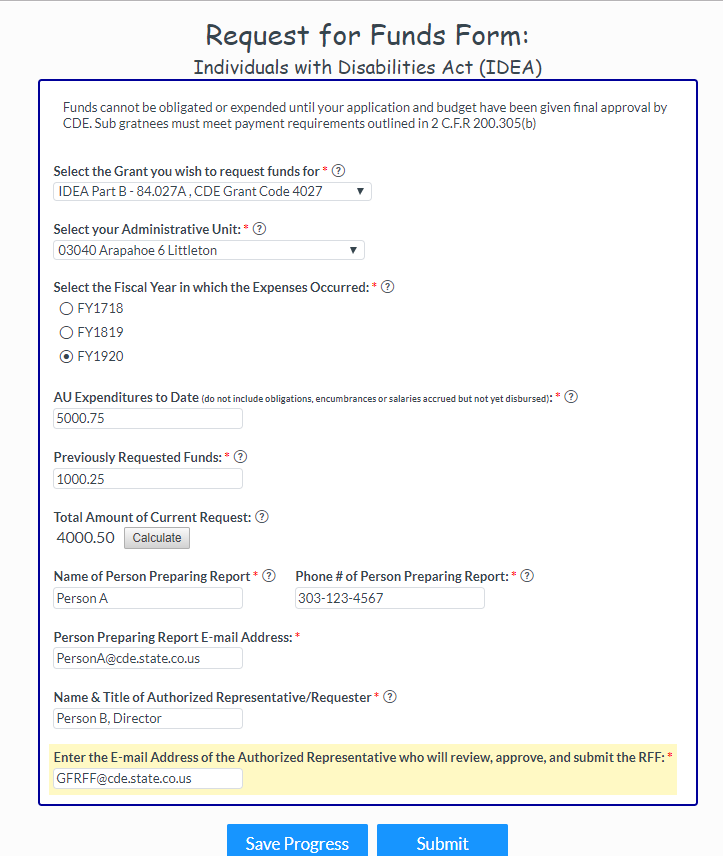 Request for Funds Form:
Individuals with Disabilities Act (IDEA)
Funds cannot be obligated or expended until your application and budget have been given final approval by
CDE. Sub gratnees must meet payment requirements outlined in 2 C.F.R 200.305(b)
Select the Grant you wish to request funds for * ?
IDEA Part B - 84.027A , CDE Grant Code 4027 ▼
Select your Administrative Unit: * ?
03040 Arapahoe 6 Littleton ▼
Select the Fiscal Year in which the Expenses Occurred: * ?
FY1718
FY1819
FY1920
AU Expenditures to Date (do not include obligations, encumbrances or salaries accrued but not yet disbursed): * ?
5000.75
Previously Requested Funds: * ?
1000.25
Total Amount of Current Request: ?
4000.50 Calculate
Name of Person Preparing Report * ? Phone # of Person Preparing Report: * ?
Person A 303-123-4567
Person Preparing Report E-mail Address: *
PersonA@cde.state.co.us
Name & Title of Authorized Representative/Requester * ?
Person B, Director
Enter the E-mail Address of the Authorized Representative who will review, approve, and submit the RFF: *
GFRFF@cde.state.co.us
Save Progress Submit